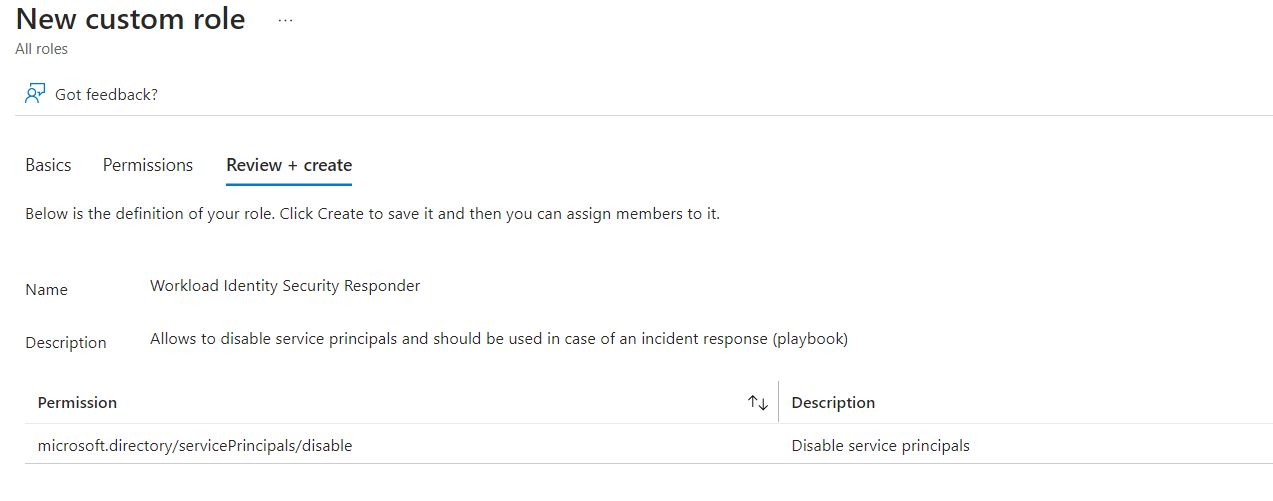 New custom role ...
All roles
Got feedback?
Basics Permissions Review + create
Below is the definition of your role. Click Create to save it and then you can assign members to it.
Name Workload Identity Security Responder
Description Allows to disable service principals and should be used in case of an incident response (playbook)
Permission ↑↓ Description
microsoft.directory/servicePrincipals/disable Disable service principals